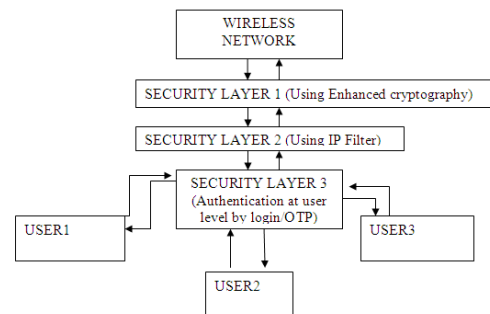 WIRELESS
NETWORK
SECURITY LAYER 1 (Using Enhanced cryptography)
SECURITY LAYER 2 (Using IP Filter)
SECURITY LAYER 3
(Authentication at user
level by login/OTP)
USER1
USER3
USER2